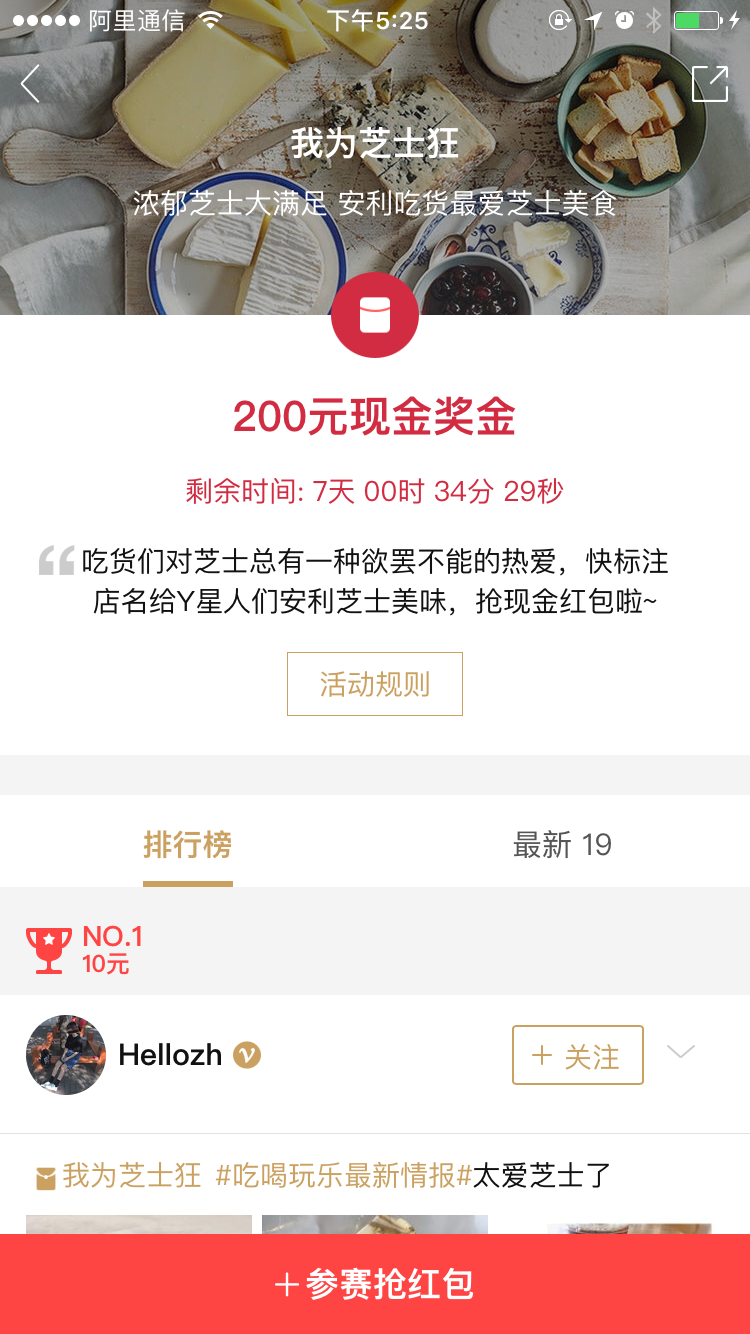 阿里通信 下午5:25
我为芝士狂
浓郁芝士大满足 安利吃货最爱芝士美食
200元现金奖金
剩余时间: 7天 00时 34分 29秒
吃货们对芝士总有一种欲罢不能的热爱，快标注
店名给Y星人们安利芝士美味，抢现金红包啦~
活动规则
排行榜 最新 19
NO.1
10元
Hellozh V ＋ 关注
我为芝士狂 #吃喝玩乐最新情报#太爱芝士了
＋参赛抢红包